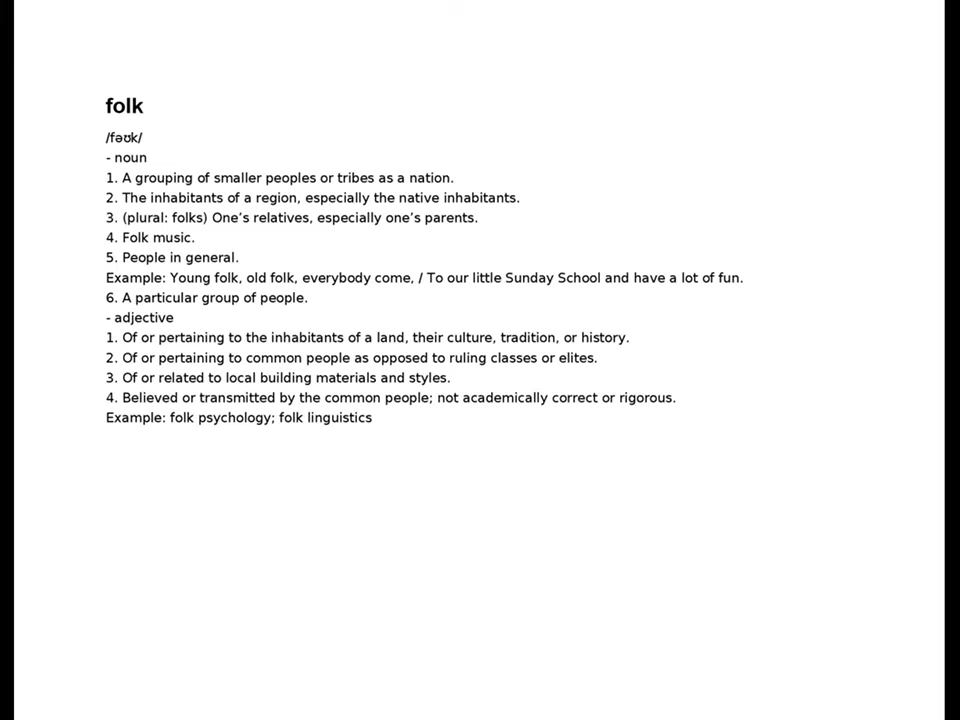 folk
/fəʊk/
- noun
1. A grouping of smaller peoples or tribes as a nation.
2. The inhabitants of a region, especially the native inhabitants.
3. (plural: folks) One’s relatives, especially one’s parents.
4. Folk music.
5. People in general.
Example: Young folk, old folk, everybody come, / To our little Sunday School and have a lot of fun.
6. A particular group of people.
- adjective
1. Of or pertaining to the inhabitants of a land, their culture, tradition, or history.
2. Of or pertaining to common people as opposed to ruling classes or elites.
3. Of or related to local building materials and styles.
4. Believed or transmitted by the common people; not academically correct or rigorous.
Example: folk psychology; folk linguistics